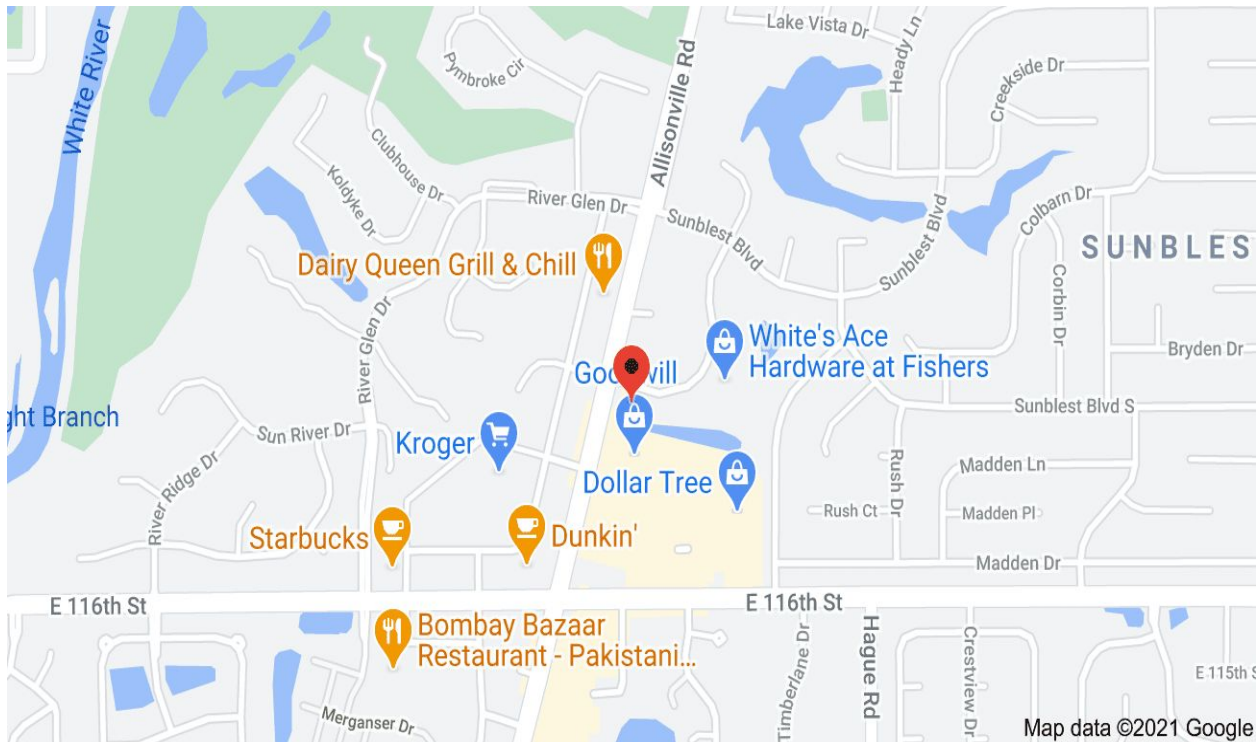 White River
Pymbroke Cir
Allisonville Rd
Lake Vista Dr
Heady Ln
Creekside Dr
Clubhouse Dr
Koldyke Dr
River Glen Dr
Sunblest Blvd
Sunblest Blvd
Colbarn Dr
SUNBLES
Dairy Queen Grill & Chill
River Glen Dr
White's Ace
Hardware at Fishers
Corbin Dr
Bryden Dr
ght Branch
Sun River Dr
River Ridge Dr
Kroger
Sunblest Blvd S
Dollar Tree
Rush Dr
Madden Ln
Rush Ct
Madden Pl
Starbucks
Dunkin'
Madden Dr
E 116th St
E 116th St
Bombay Bazaar
Restaurant - Pakistani...
Timberlane Dr
Hague Rd
Crestview Dr
E 115th S
Merganser Dr
Map data ©2021 Google